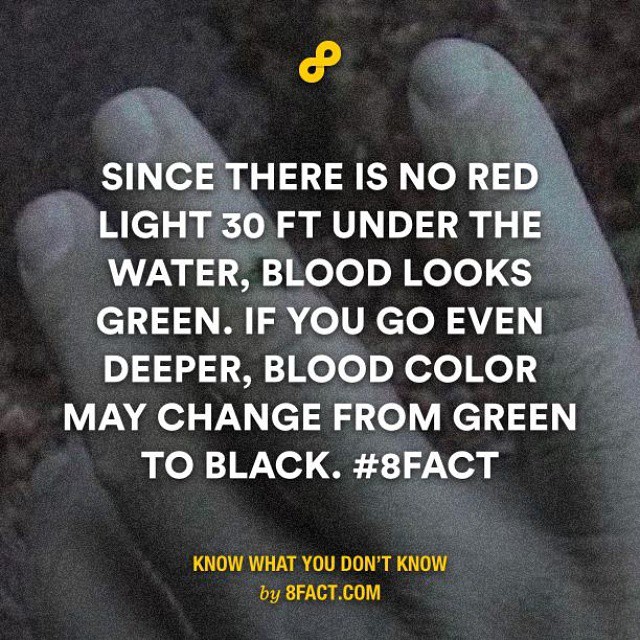 SINCE THERE IS NO RED
LIGHT 30 FT UNDER THE
WATER, BLOOD LOOKS
GREEN. IF YOU GO EVEN
DEEPER, BLOOD COLOR
MAY CHANGE FROM GREEN
TO BLACK. #8FACT
KNOW WHAT YOU DON'T KNOW
by 8FACT.COM